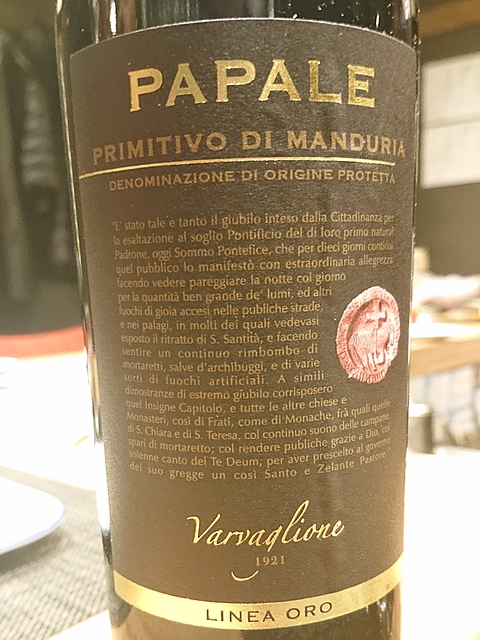 PAPALE
PRIMITIVO DI MANDURIA
DENOMINAZIONE DI ORIGINE PROTETTA
"E' stato tale e tanto il giubilo inteso dalla Cittadinanza per
la esaltazione al soglio Pontificio del di loro primo natural
Padrone, oggi Sommo Pontefice, che per dieci giorni continui
quel pubblico lo manifestò con estraordinaria allegrezza
facendo vedere pareggiare la notte col giorno
per la quantità ben grande de' lumi, ed altri
fuochi di gioia accesi nelle pubbliche strade,
e nei palagi, in molti dei quali vedevasi
esposto il ritratto di S. Santità, e facendo
sentire un continuo rimbombo di
mortaretti, salve d'archibuggi, e di varie
sorti di fuochi artificiali. A simili
dimostranze di estremo giubilo corrisposero
quel Insigne Capitolo, e tutte le altre chiese e
Monasteri, così di Frati, come di Monache, frà quali quelle
di S. Chiara e di S. Teresa, col continuo suono delle campane,
spari di mortaretto; col rendere publiche grazie a Dio, col
solenne canto del Te Deum, per aver prescelto al governo
del suo gregge un così Santo e Zelante Pastore."
Varvaglione
1921
LINEA ORO